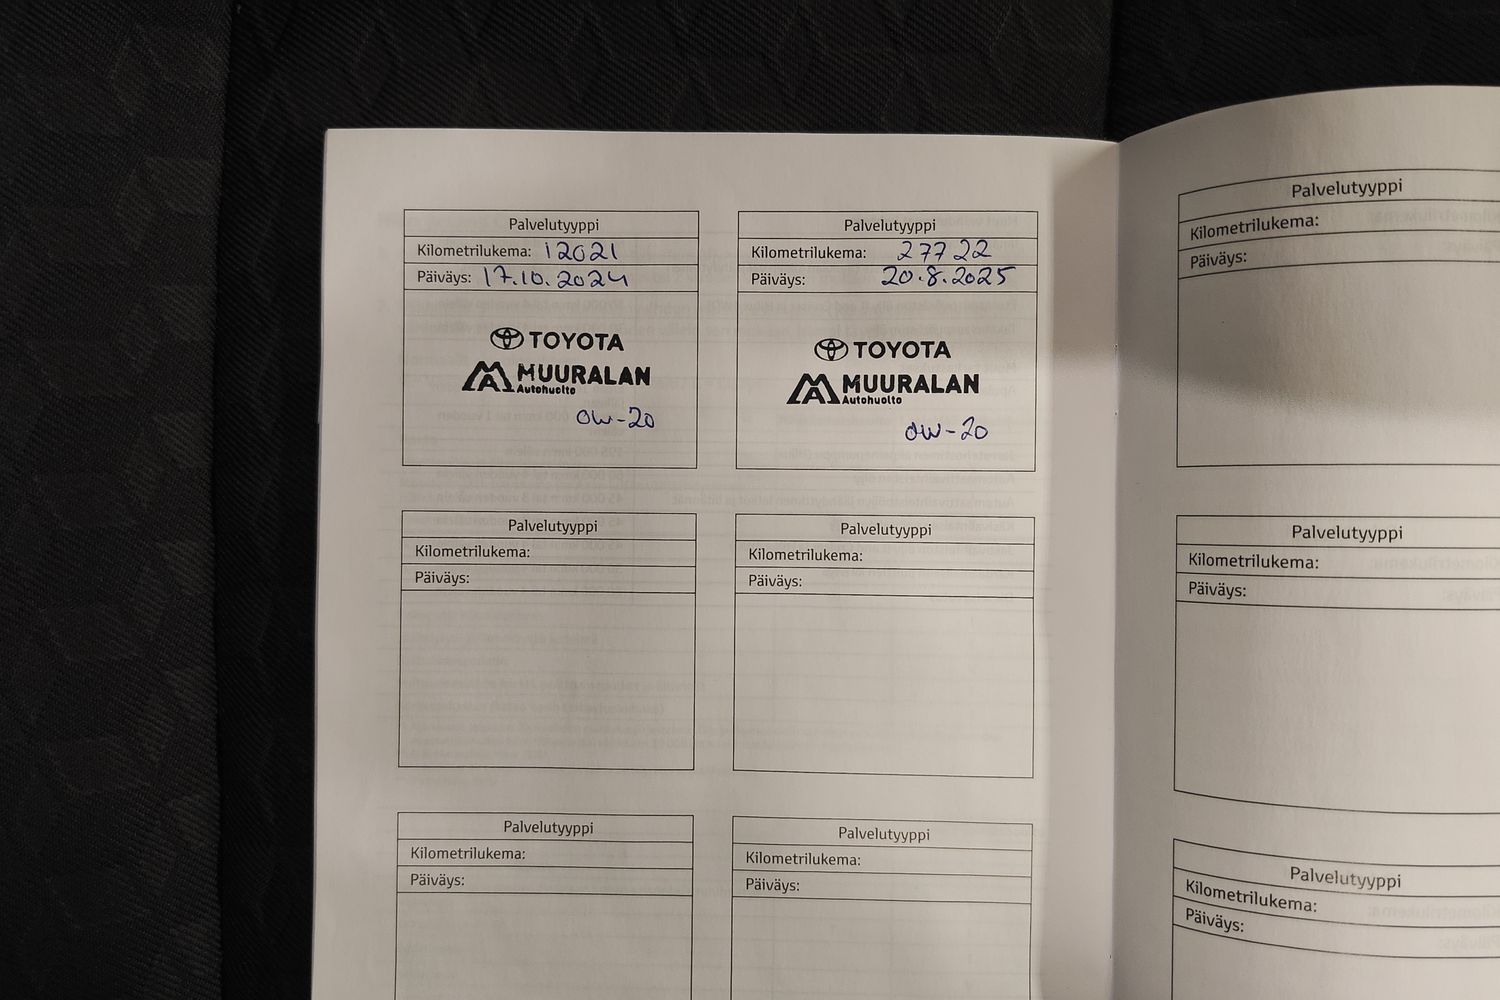 Palvelutyyppi
Kilometrilukema: 12021
Päiväys: 17.10.2024
TOYOTA
MUURALAN
Autohuolto
0W-20
Palvelutyyppi
Kilometrilukema: 27722
Päiväys: 20.8.2025
TOYOTA
MUURALAN
Autohuolto
0W-20
Palvelutyyppi
Kilometrilukema:
Päiväys:
Palvelutyyppi
Kilometrilukema:
Päiväys:
Palvelutyyppi
Kilometrilukema:
Päiväys:
Palvelutyyppi
Kilometrilukema:
Päiväys:
Palvelutyyppi
Kilometrilukema:
Päiväys:
Palvelutyyppi
Kilometrilukema:
Päiväys:
Palvelutyyppi
Kilometrilukema:
Päiväys: